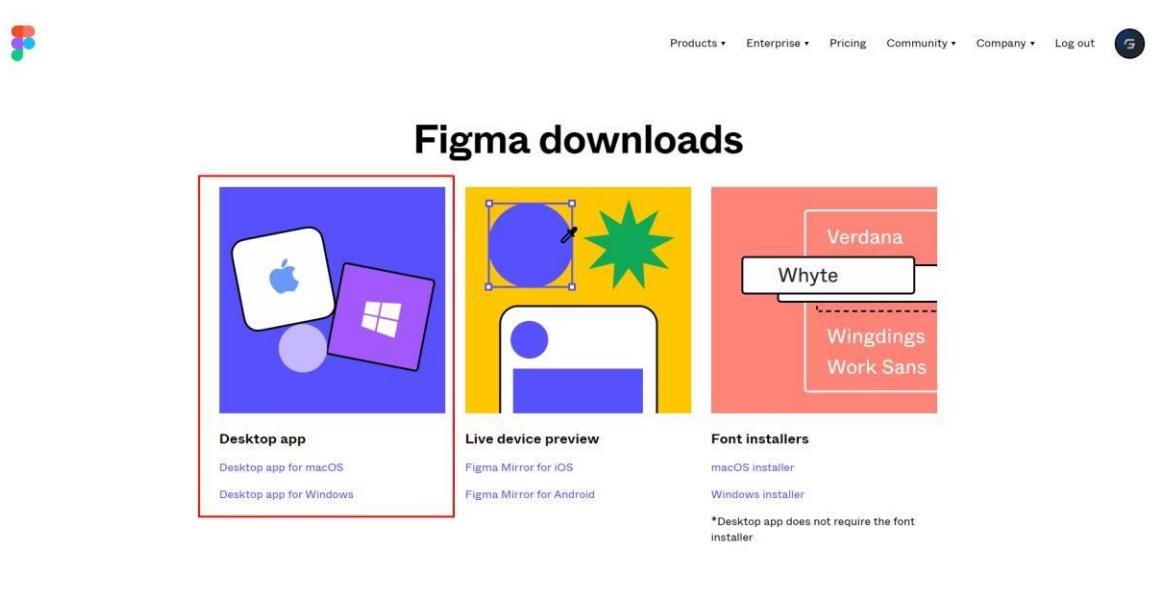 Products ▾ Enterprise ▾ Pricing Community ▾ Company ▾ Log out
Figma downloads
Verdana
Whyte
Wingdings
Work Sans
Desktop app
Desktop app for macOS
Desktop app for Windows
Live device preview
Figma Mirror for iOS
Figma Mirror for Android
Font installers
macOS installer
Windows installer
*Desktop app does not require the font
installer